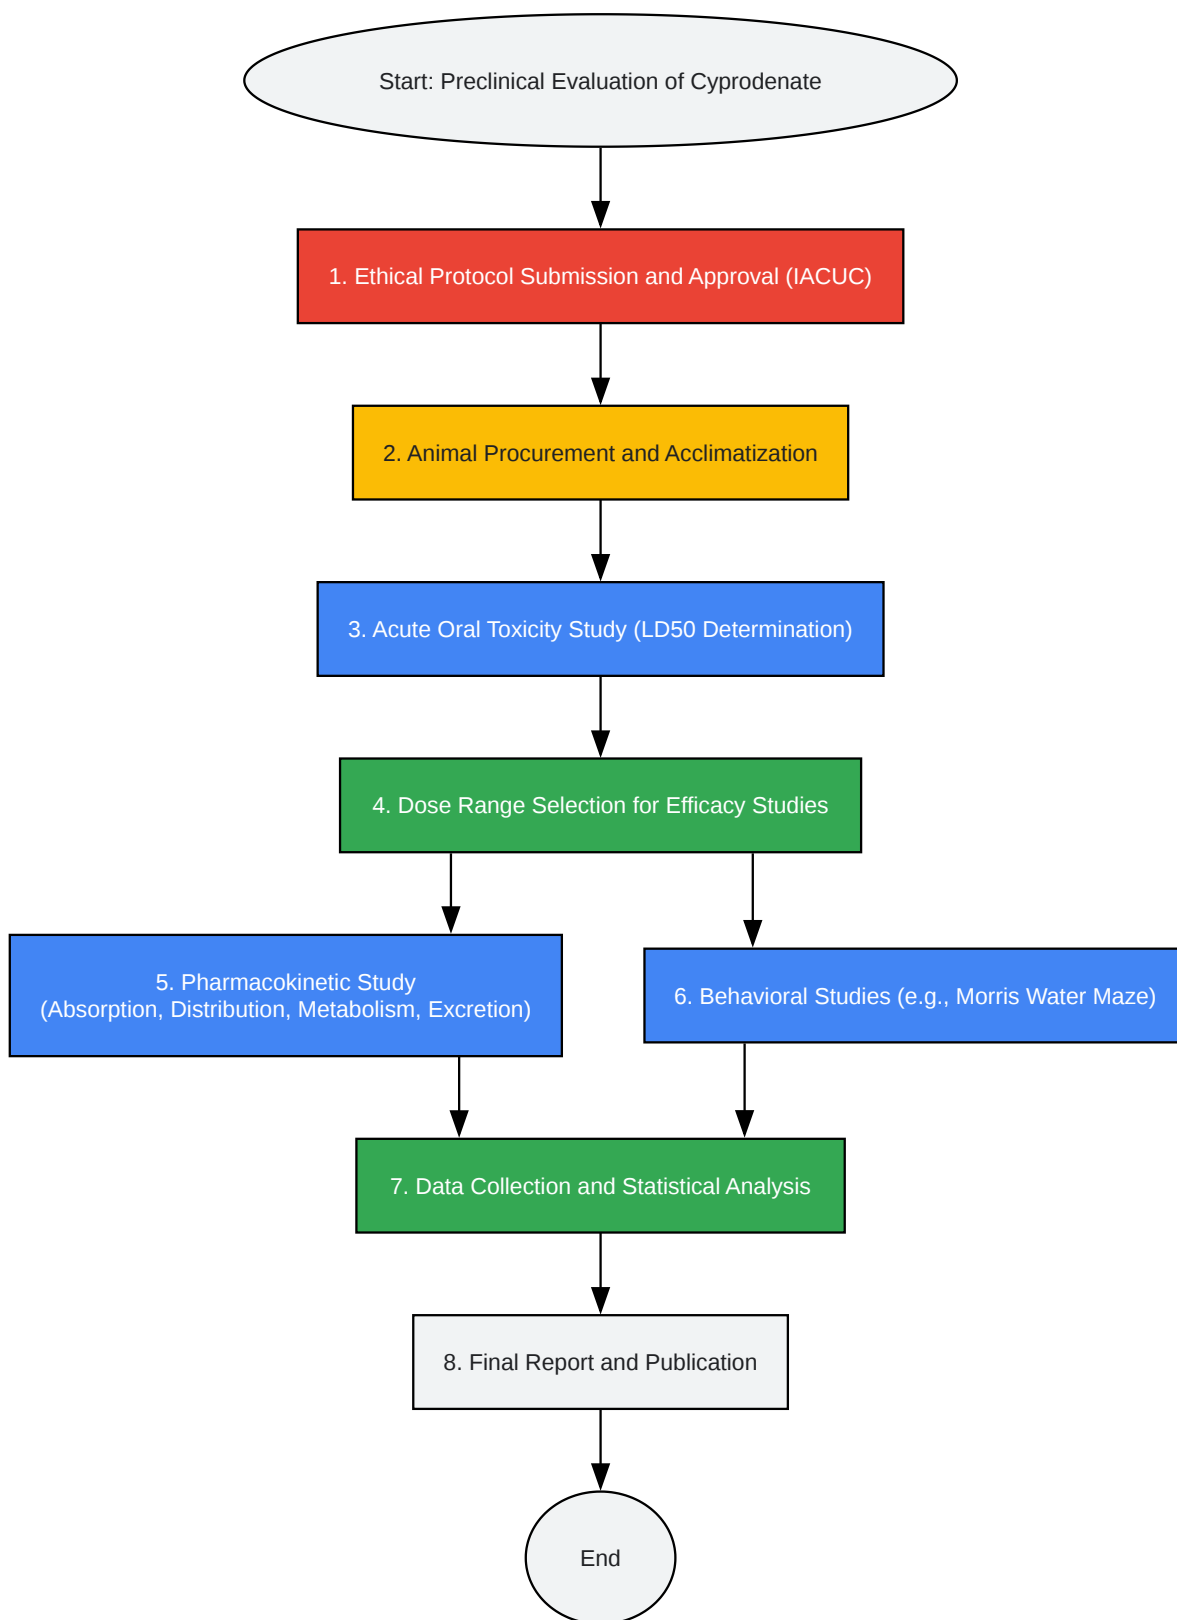 Start: Preclinical Evaluation of Cyprodenate
1. Ethical Protocol Submission and Approval (IACUC)
2. Animal Procurement and Acclimatization
3. Acute Oral Toxicity Study (LD50 Determination)
4. Dose Range Selection for Efficacy Studies
5. Pharmacokinetic Study
(Absorption, Distribution, Metabolism, Excretion)
6. Behavioral Studies (e.g., Morris Water Maze)
7. Data Collection and Statistical Analysis
8. Final Report and Publication
End